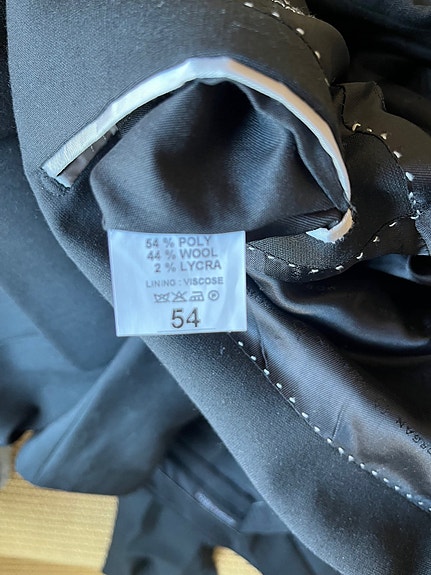 54 % POLY
44 % WOOL
2 % LYCRA
LINING : VISCOSE
P
54